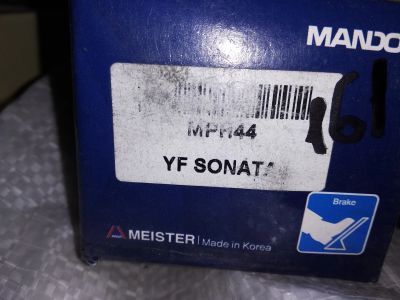 MANDO
161
MPH44
YF SONATA
Brake
MEISTER | Made in Korea